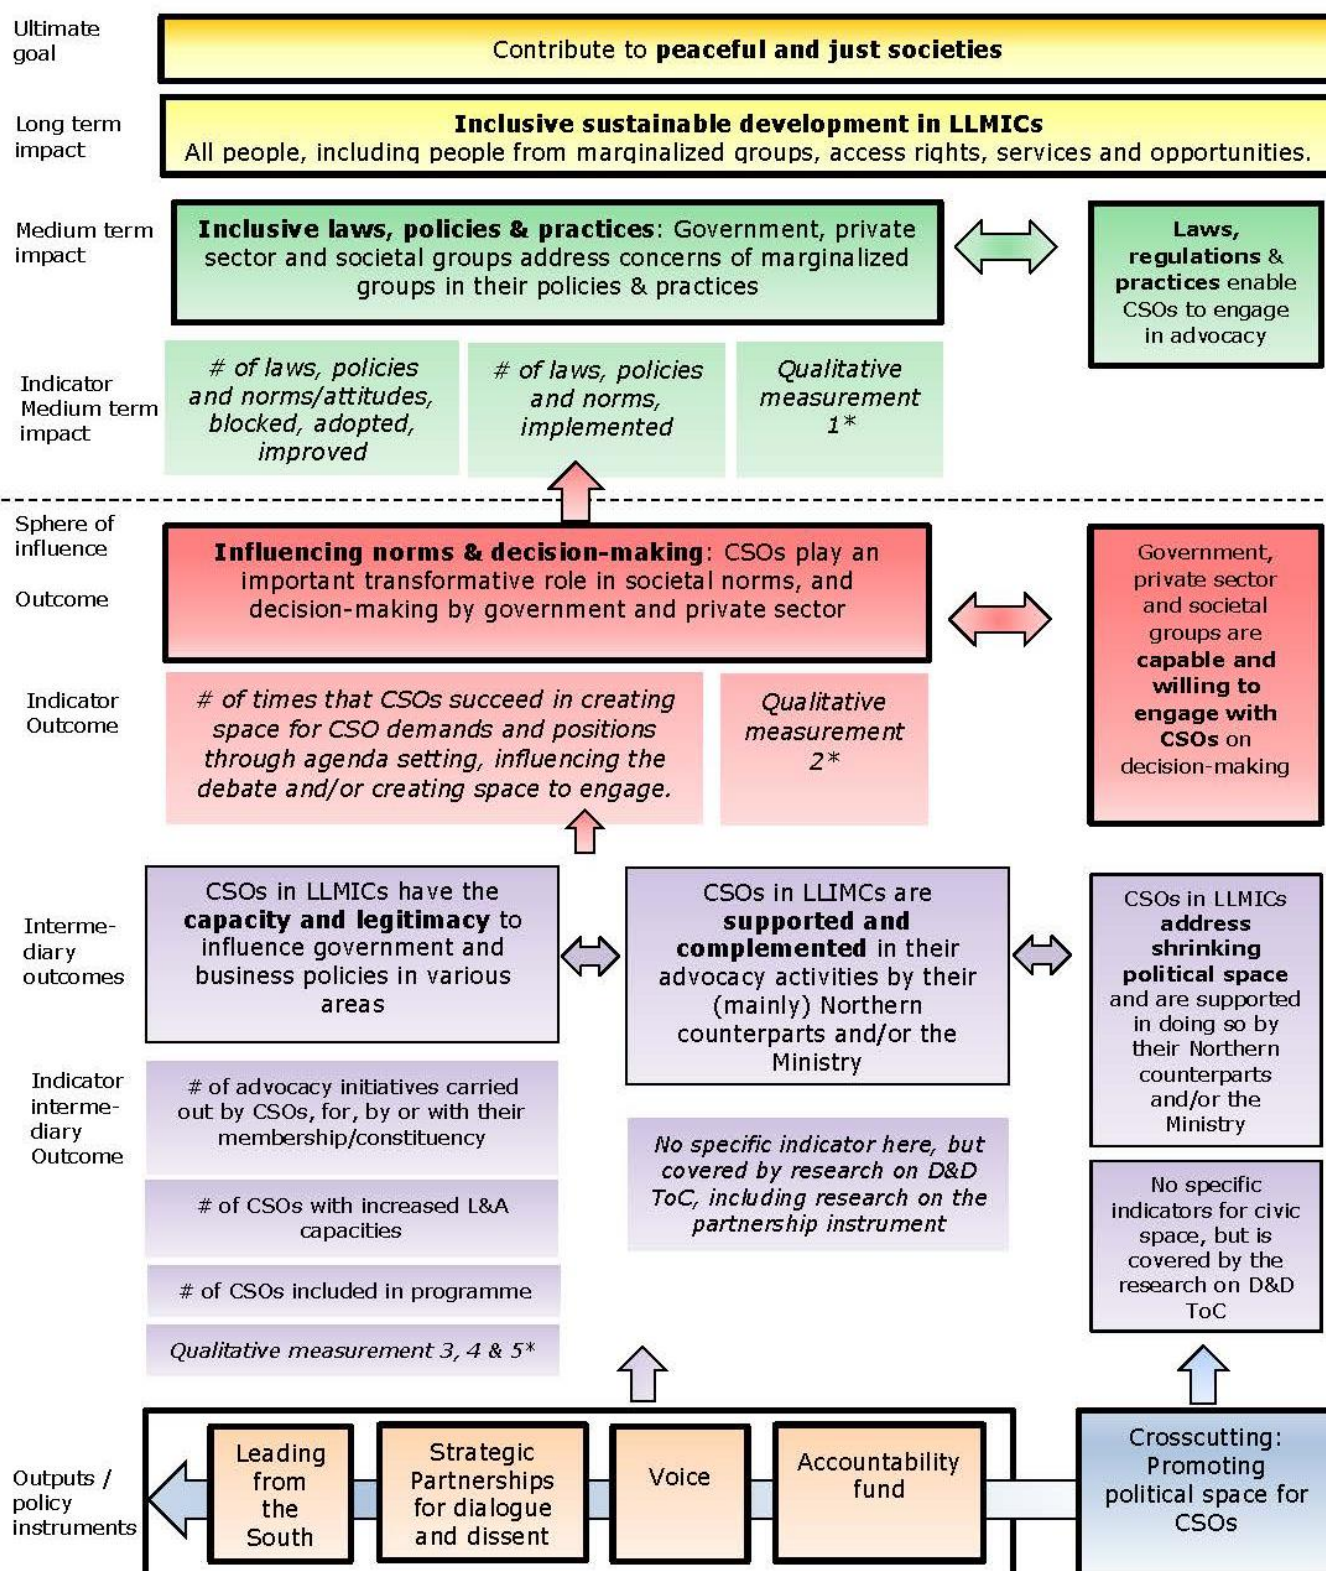 Ultimate
goal
Contribute to peaceful and just societies
Long term
impact
Inclusive sustainable development in LLMICs
All people, including people from marginalized groups, access rights, services and opportunities.
Medium term
impact
Inclusive laws, policies & practices: Government, private
sector and societal groups address concerns of marginalized
groups in their policies & practices
Laws,
regulations &
practices enable
CSOs to engage
in advocacy
Indicator
Medium term
impact
# of laws, policies
and norms/attitudes,
blocked, adopted,
improved
# of laws, policies
and norms,
implemented
Qualitative
measurement
1*
Sphere of
influence
Outcome
Influencing norms & decision-making: CSOs play an
important transformative role in societal norms, and
decision-making by government and private sector
Government,
private sector
and societal
groups are
capable and
willing to
engage with
CSOs on
decision-making
Indicator
Outcome
# of times that CSOs succeed in creating
space for CSO demands and positions
through agenda setting, influencing the
debate and/or creating space to engage.
Qualitative
measurement
2*
Interme-
diary
outcomes
CSOs in LLMICs have the
capacity and legitimacy to
influence government and
business policies in various
areas
CSOs in LLIMCs are
supported and
complemented in their
advocacy activities by their
(mainly) Northern
counterparts and/or the
Ministry
CSOs in LLMICs
address
shrinking
political space
and are supported
in doing so by
their Northern
counterparts
and/or the
Ministry
Indicator
interme-
diary
Outcome
# of advocacy initiatives carried
out by CSOs, for, by or with their
membership/constituency
# of CSOs with increased L&A
capacities
# of CSOs included in programme
Qualitative measurement 3, 4 & 5*
No specific indicator here, but
covered by research on D&D
ToC, including research on the
partnership instrument
No specific
indicators for civic
space, but is
covered by the
research on D&D
ToC
Outputs /
policy
instruments
Leading
from
the
South
Strategic
Partnerships
for dialogue
and dissent
Voice
Accountability
fund
Crosscutting:
Promoting
political space for
CSOs